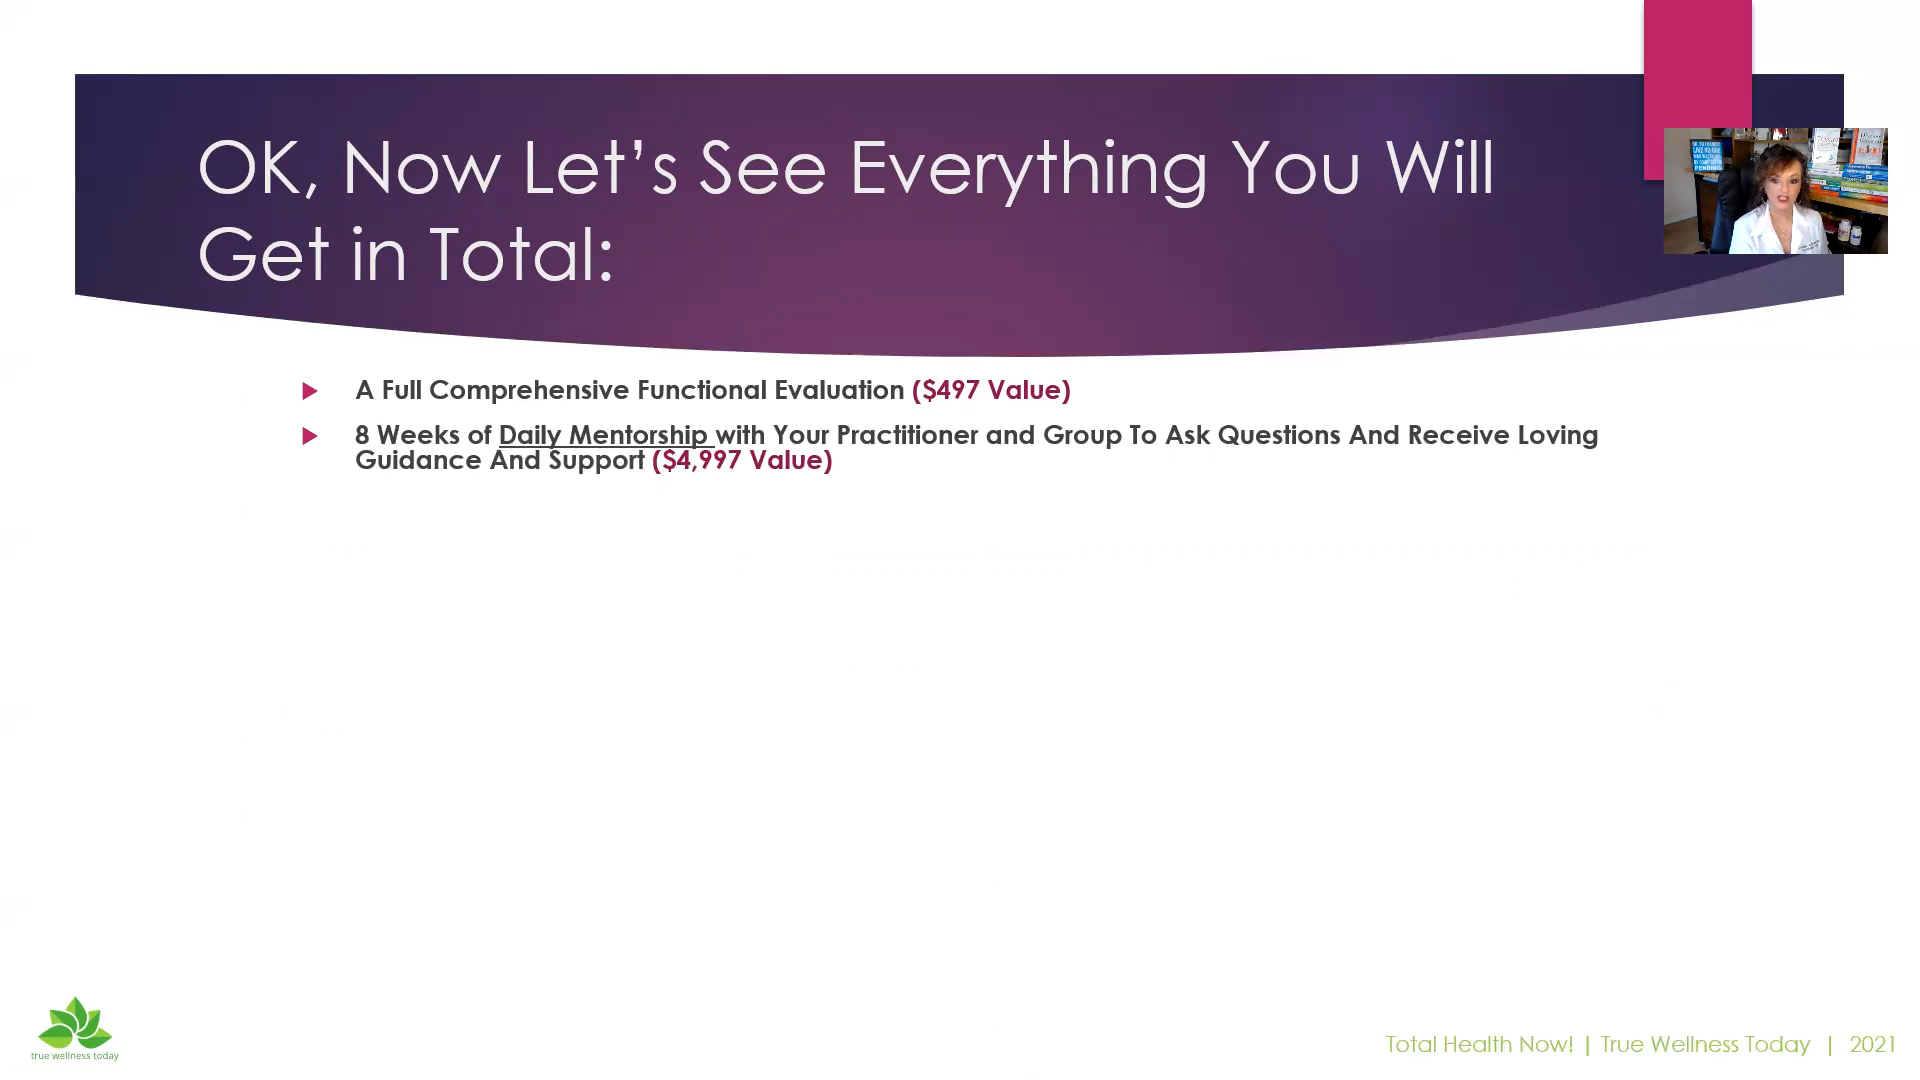 OK, Now Let’s See Everything You Will
Get in Total:
A Full Comprehensive Functional Evaluation ($497 Value)
8 Weeks of Daily Mentorship with Your Practitioner and Group To Ask Questions And Receive Loving
Guidance And Support ($4,997 Value)
true wellness today
Total Health Now! | True Wellness Today | 2021